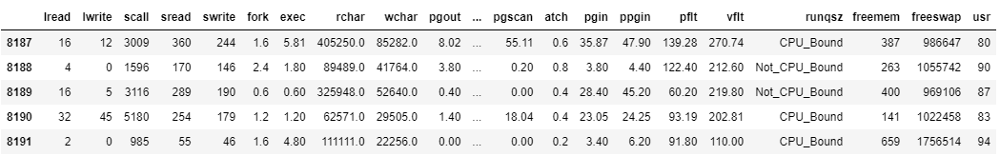 lread lwrite scall sread swrite fork exec rchar wchar pgout ... pgscan atch pgin ppgin pflt vflt runqsz freemem freeswap usr
8187 16 12 3009 360 244 1.6 5.81 405250.0 85282.0 8.02 ... 55.11 0.6 35.87 47.90 139.28 270.74 CPU_Bound 387 986647 80
8188 4 0 1596 170 146 2.4 1.80 89489.0 41764.0 3.80 ... 0.20 0.8 3.80 4.40 122.40 212.60 Not_CPU_Bound 263 1055742 90
8189 16 5 3116 289 190 0.6 0.60 325948.0 52640.0 0.40 ... 0.00 0.4 28.40 45.20 60.20 219.80 Not_CPU_Bound 400 969106 87
8190 32 45 5180 254 179 1.2 1.20 62571.0 29505.0 1.40 ... 18.04 0.4 23.05 24.25 93.19 202.81 CPU_Bound 141 1022458 83
8191 2 0 985 55 46 1.6 4.80 111111.0 22256.0 0.00 ... 0.00 0.2 3.40 6.20 91.80 110.00 CPU_Bound 659 1756514 94